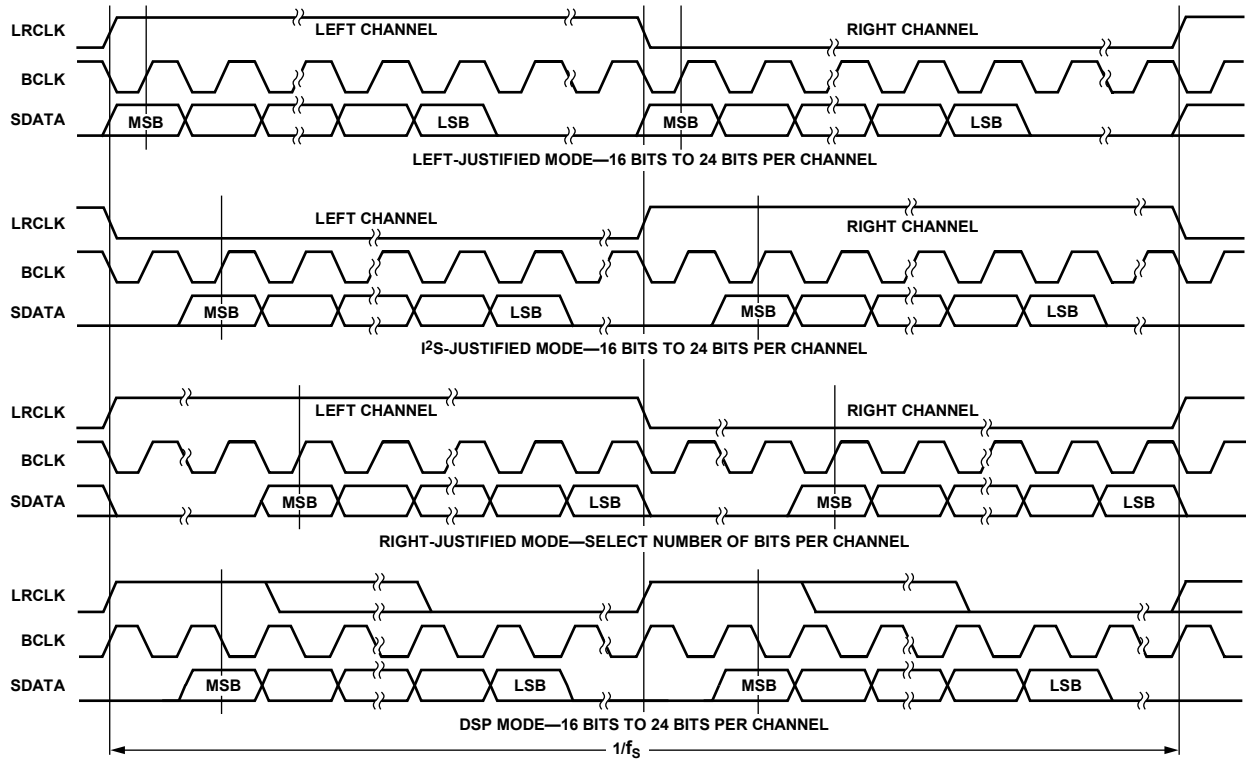 LRCLK LEFT CHANNEL RIGHT CHANNEL
BCLK
SDATA MSB LSB MSB LSB
LEFT-JUSTIFIED MODE—16 BITS TO 24 BITS PER CHANNEL
LRCLK LEFT CHANNEL RIGHT CHANNEL
BCLK
SDATA MSB LSB MSB LSB
I²S-JUSTIFIED MODE—16 BITS TO 24 BITS PER CHANNEL
LRCLK LEFT CHANNEL RIGHT CHANNEL
BCLK
SDATA MSB LSB MSB LSB
RIGHT-JUSTIFIED MODE—SELECT NUMBER OF BITS PER CHANNEL
LRCLK
BCLK
SDATA MSB LSB MSB LSB
DSP MODE—16 BITS TO 24 BITS PER CHANNEL
1/fS